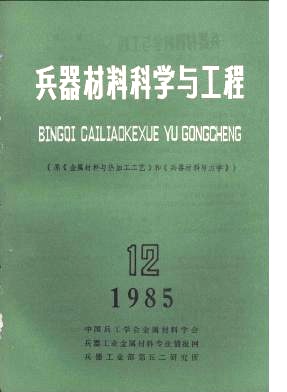 兵器材料科学与工程
BINGQI CAILIAOKEXUE YU GONGCHENG
(原《金属材料与热加工工艺》和《兵器材料与力学》)
12
1985
中国兵工学会金属材料学会
兵器工业金属材料专业情报网
兵器工业部第五二研究所